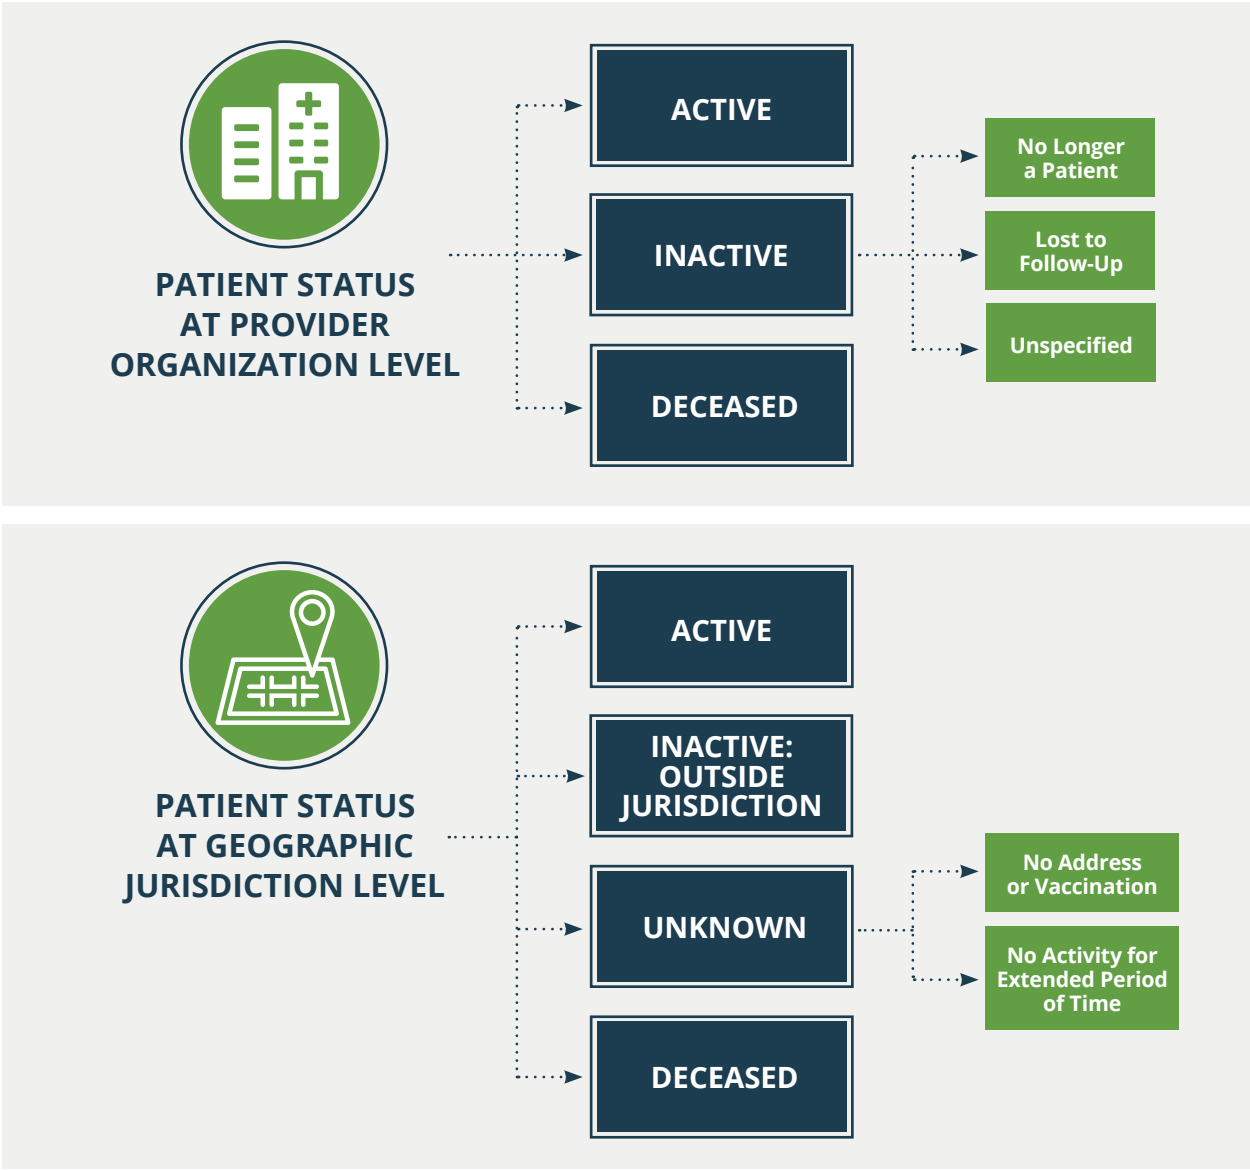 PATIENT STATUS
AT PROVIDER
ORGANIZATION LEVEL
ACTIVE
INACTIVE
DECEASED
No Longer
a Patient
Lost to
Follow-Up
Unspecified
PATIENT STATUS
AT GEOGRAPHIC
JURISDICTION LEVEL
ACTIVE
INACTIVE:
OUTSIDE
JURISDICTION
UNKNOWN
DECEASED
No Address
or Vaccination
No Activity for
Extended Period
of Time